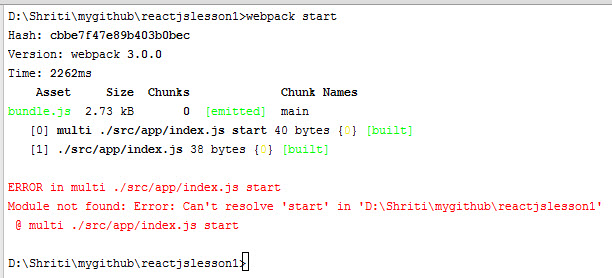 D:\Shriti\mygithub\reactjslesson1>webpack start
Hash: cbbe7f47e89b403b0bec
Version: webpack 3.0.0
Time: 2262ms
Asset Size Chunks Chunk Names
bundle.js 2.73 kB 0 [emitted] main
[0] multi ./src/app/index.js start 40 bytes {0} [built]
[1] ./src/app/index.js 38 bytes {0} [built]
ERROR in multi ./src/app/index.js start
Module not found: Error: Can't resolve 'start' in 'D:\Shriti\mygithub\reactjslesson1'
@ multi ./src/app/index.js start
D:\Shriti\mygithub\reactjslesson1>